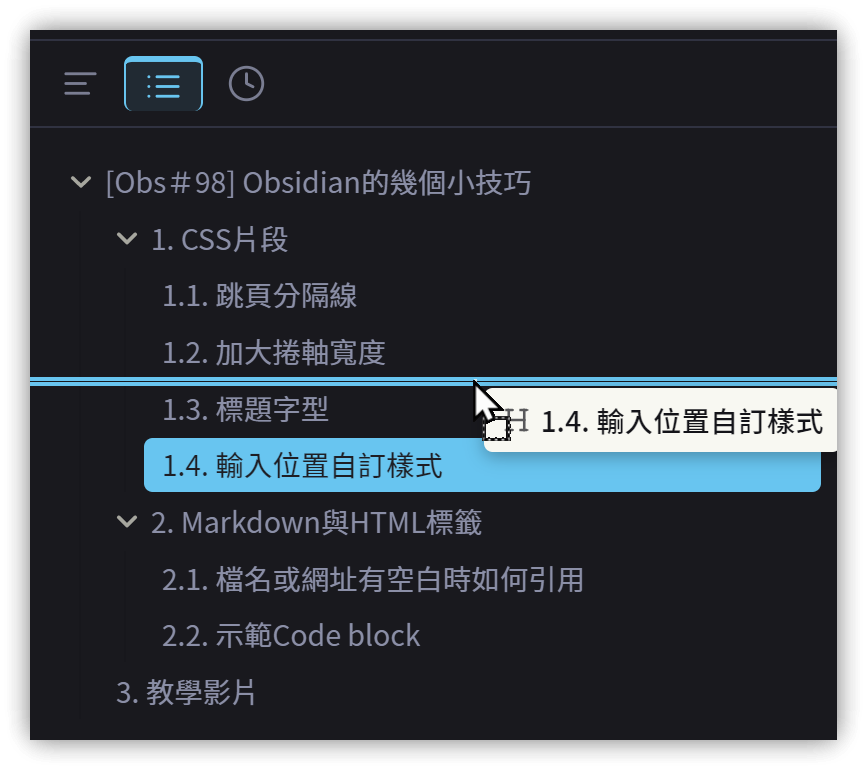 [Obs＃98] Obsidian的幾個小技巧
1. CSS片段
1.1. 跳頁分隔線
1.2. 加大捲軸寬度
1.3. 標題字型
H 1.4. 輸入位置自訂樣式
1.4. 輸入位置自訂樣式
2. Markdown與HTML標籤
2.1. 檔名或網址有空白時如何引用
2.2. 示範Code block
3. 教學影片